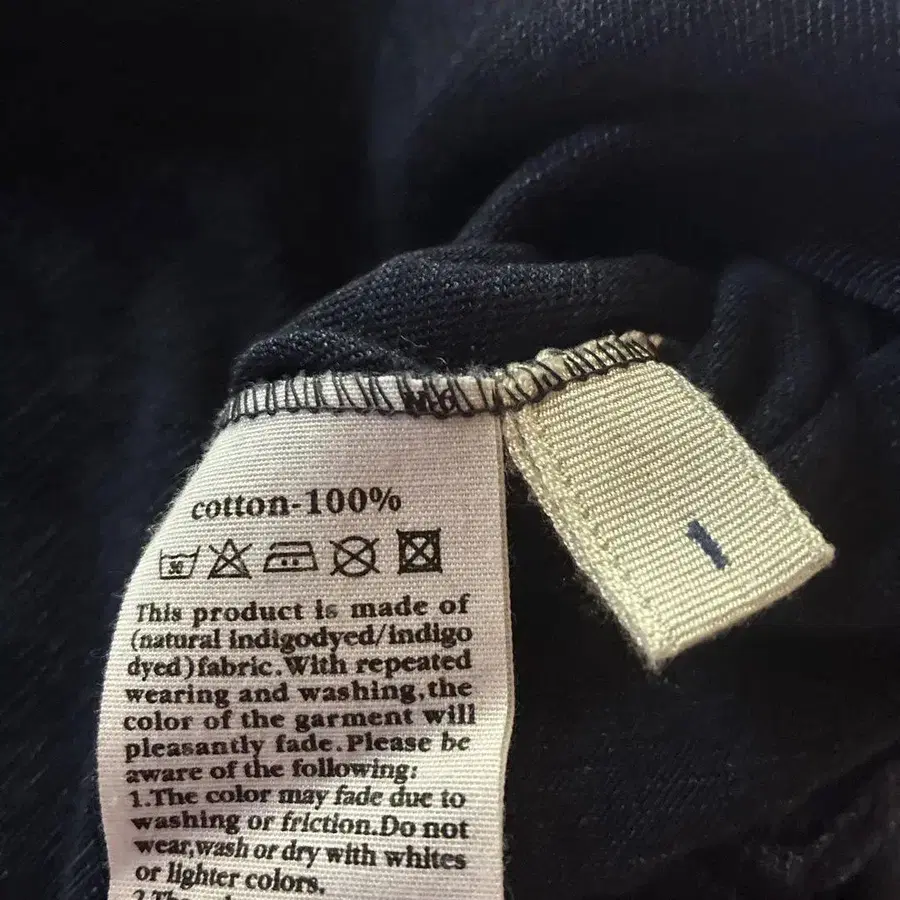 cotton-100%
30
This product is made of
(natural indigodyed/indigo
dyed)fabric.With repeated
wearing and washing,the
color of the garment will
pleasantly fade.Please be
aware of the following:
1.The color may fade due to
washing or friction.Do not
wear,wash or dry with whites
or lighter colors.
1